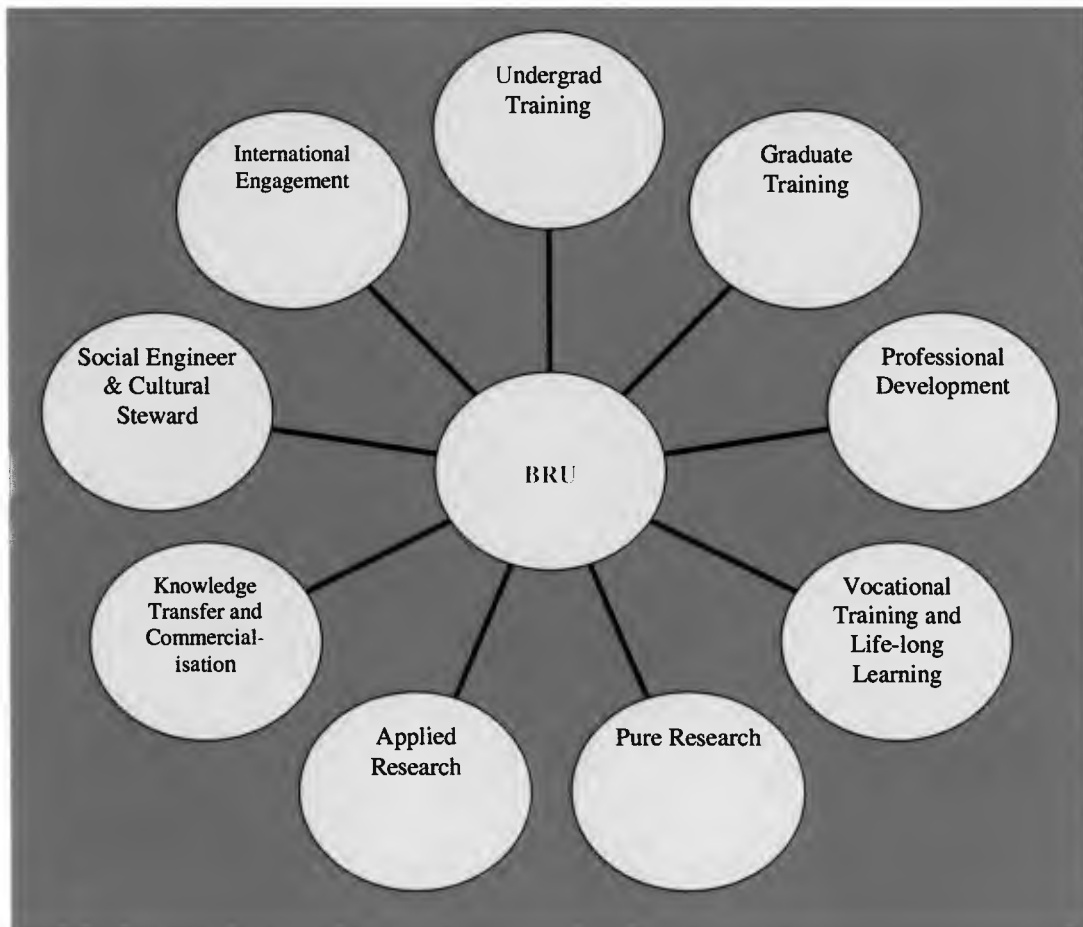 Undergrad
Training
Graduate
Training
Professional
Development
Vocational
Training and
Life-long
Learning
Pure Research
Applied
Research
Knowledge
Transfer and
Commercial-
isation
Social Engineer
& Cultural
Steward
International
Engagement
BRU